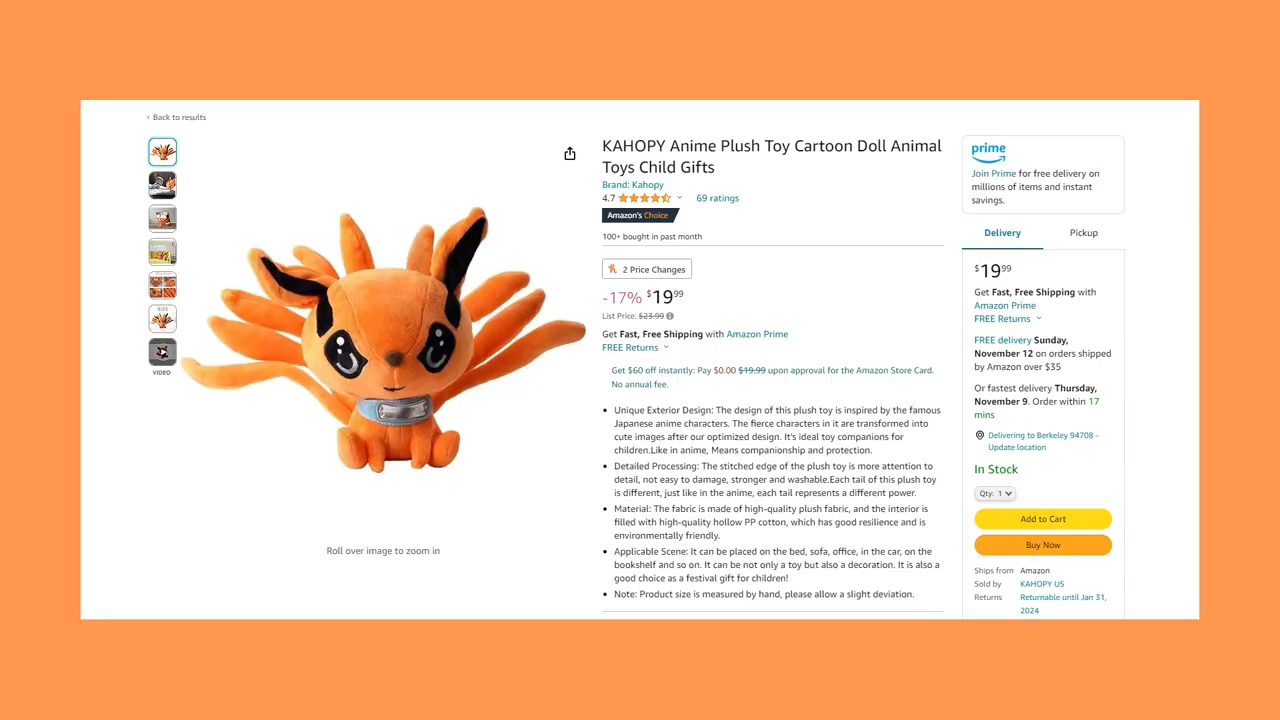 ‹ Back to results
VIDEO
Roll over image to zoom in
KAHOPY Anime Plush Toy Cartoon Doll Animal
Toys Child Gifts
Brand: Kahopy
4.7
69 ratings
Amazon's Choice
100+ bought in past month
2 Price Changes
-17% $19.99
List Price: $23.99
Get Fast, Free Shipping with Amazon Prime
FREE Returns
Get $60 off instantly: Pay $0.00 $19.99 upon approval for the Amazon Store Card.
No annual fee.
• Unique Exterior Design: The design of this plush toy is inspired by the famous
Japanese anime characters. The fierce characters in it are transformed into
cute images after our optimized design. It's ideal toy companions for
children.Like in anime, Means companionship and protection.
• Detailed Processing: The stitched edge of the plush toy is more attention to
detail, not easy to damage, stronger and washable.Each tail of this plush toy
is different, just like in the anime, each tail represents a different power.
• Material: The fabric is made of high-quality plush fabric, and the interior is
filled with high-quality hollow PP cotton, which has good resilience and is
environmentally friendly.
• Applicable Scene: It can be placed on the bed, sofa, office, in the car, on the
bookshelf and so on. It can be not only a toy but also a decoration. It is also a
good choice as a festival gift for children!
• Note: Product size is measured by hand, please allow a slight deviation.
prime
Join Prime for free delivery on
millions of items and instant
savings.
Delivery
Pickup
$19.99
Get Fast, Free Shipping with
Amazon Prime
FREE Returns
FREE delivery Sunday,
November 12 on orders shipped
by Amazon over $35
Or fastest delivery Thursday,
November 9. Order within 17
mins
Delivering to Berkeley 94708 -
Update location
In Stock
Qty: 1
Add to Cart
Buy Now
Ships from Amazon
Sold by KAHOPY US
Returns Returnable until Jan 31,
2024